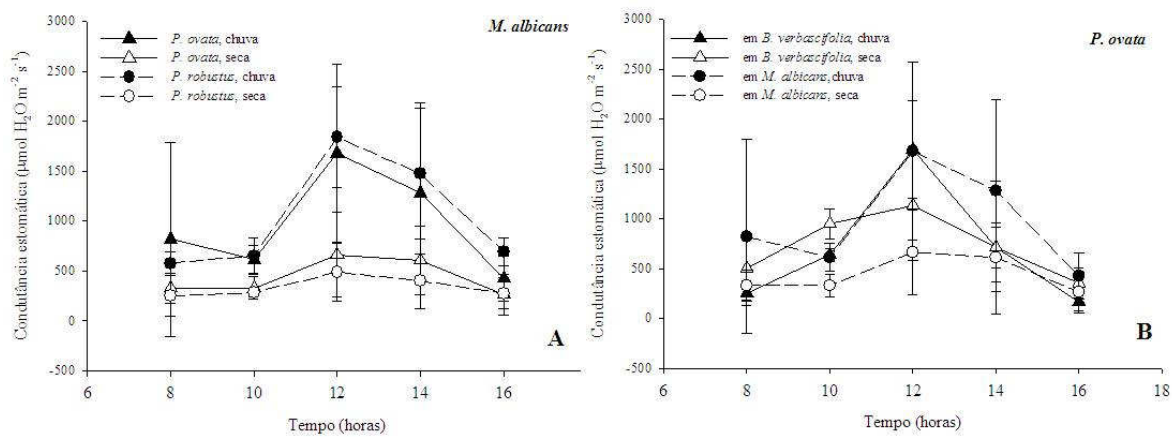 M. albicans
P. ovata, chuva
P. ovata, seca
P. robustus, chuva
P. robustus, seca
Condutância estomática (µmol H₂O m⁻² s⁻¹)
3000
2500
2000
1500
1000
500
0
-500
6
8
10
12
14
16
Tempo (horas)
A
P. ovata
em B. verbascifolia, chuva
em B. verbascifolia, seca
em M. albicans, chuva
em M. albicans, seca
Condutância estomática (µmol H₂O m⁻² s⁻¹)
3000
2500
2000
1500
1000
500
0
-500
6
8
10
12
14
16
18
Tempo (horas)
B